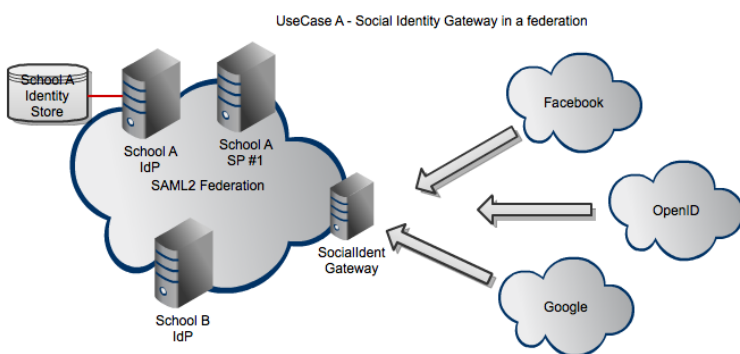 UseCase A - Social Identity Gateway in a federation
School A
Identity
Store
School A
IdP
School A
SP #1
SAML2 Federation
SocialIdent
Gateway
School B
IdP
Facebook
OpenID
Google